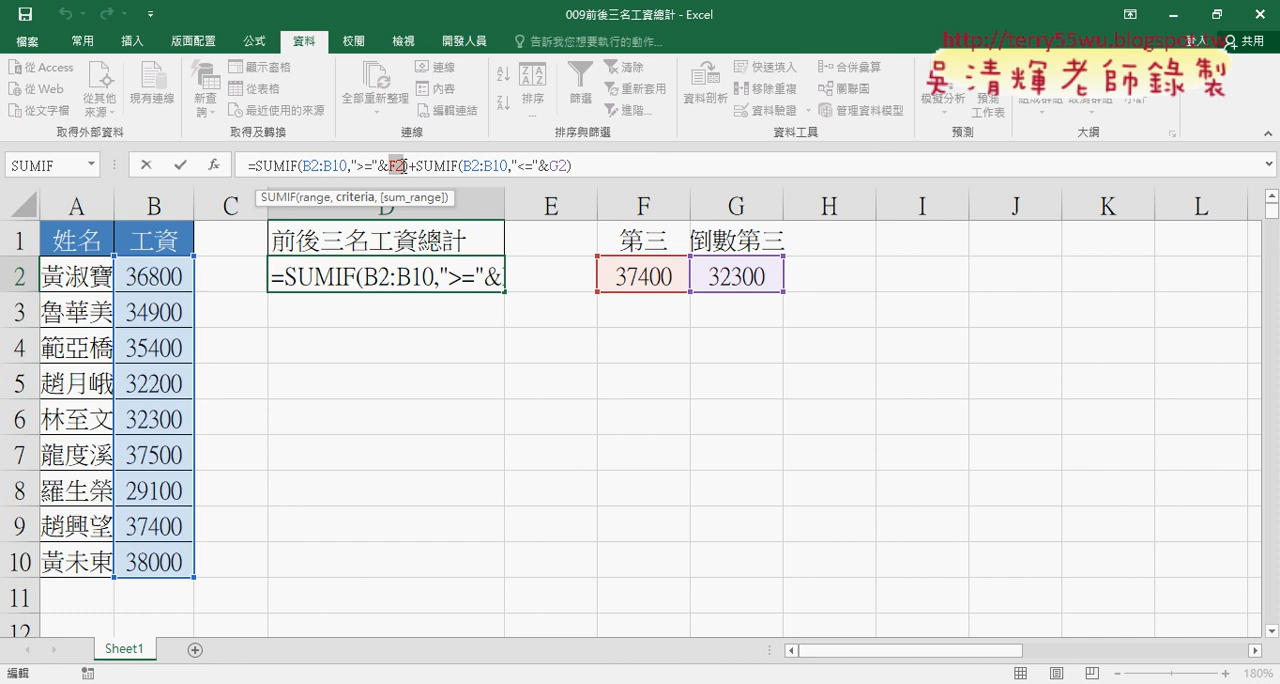 009前後三名工資總計 - Excel
檔案 常用 插入 版面配置 公式 資料 校閱 檢視 開發人員 告訴我您想要執行的動作... 登入 共用
http://terry55wu.blogspot.tw
吳清輝老師錄製
從 Access
從 Web
從文字檔
從其他來源
現有連線
取得外部資料
新查詢
顯示查詢
從表格
最近使用的來源
取得及轉換
全部重新整理
連線
內容
編輯連結
連線
排序
篩選
清除
重新套用
進階...
排序與篩選
資料剖析
快速填入
移除重複
資料驗證
合併彙算
關聯圖
管理資料模型
資料工具
模擬分析
預測工作表
預測
大綱
SUMIF
=SUMIF(B2:B10,">="&F2)+SUMIF(B2:B10,"<="&G2)
SUMIF(range, criteria, [sum_range])
A B C D E F G H I J K L
1 姓名 工資 前後三名工資總計 第三 倒數第三
2 黃淑寶 36800 =SUMIF(B2:B10,">="& 37400 32300
3 魯華美 34900
4 範亞橋 35400
5 趙月峨 32200
6 林至文 32300
7 龍度溪 37500
8 羅生榮 29100
9 趙興望 37400
10 黃未東 38000
11
12
Sheet1
編輯 180%